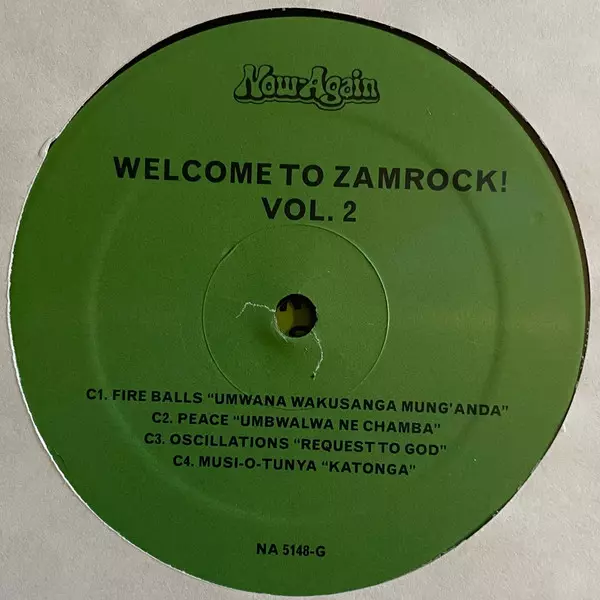 Now-Again
WELCOME TO ZAMROCK!
VOL. 2
C1. FIRE BALLS “UMWANA WAKUSANGA MUNG’ANDA”
C2. PEACE “UMBWALWA NE CHAMBA”
C3. OSCILLATIONS “REQUEST TO GOD”
C4. MUSI-O-TUNYA “KATONGA”
NA 5148-G